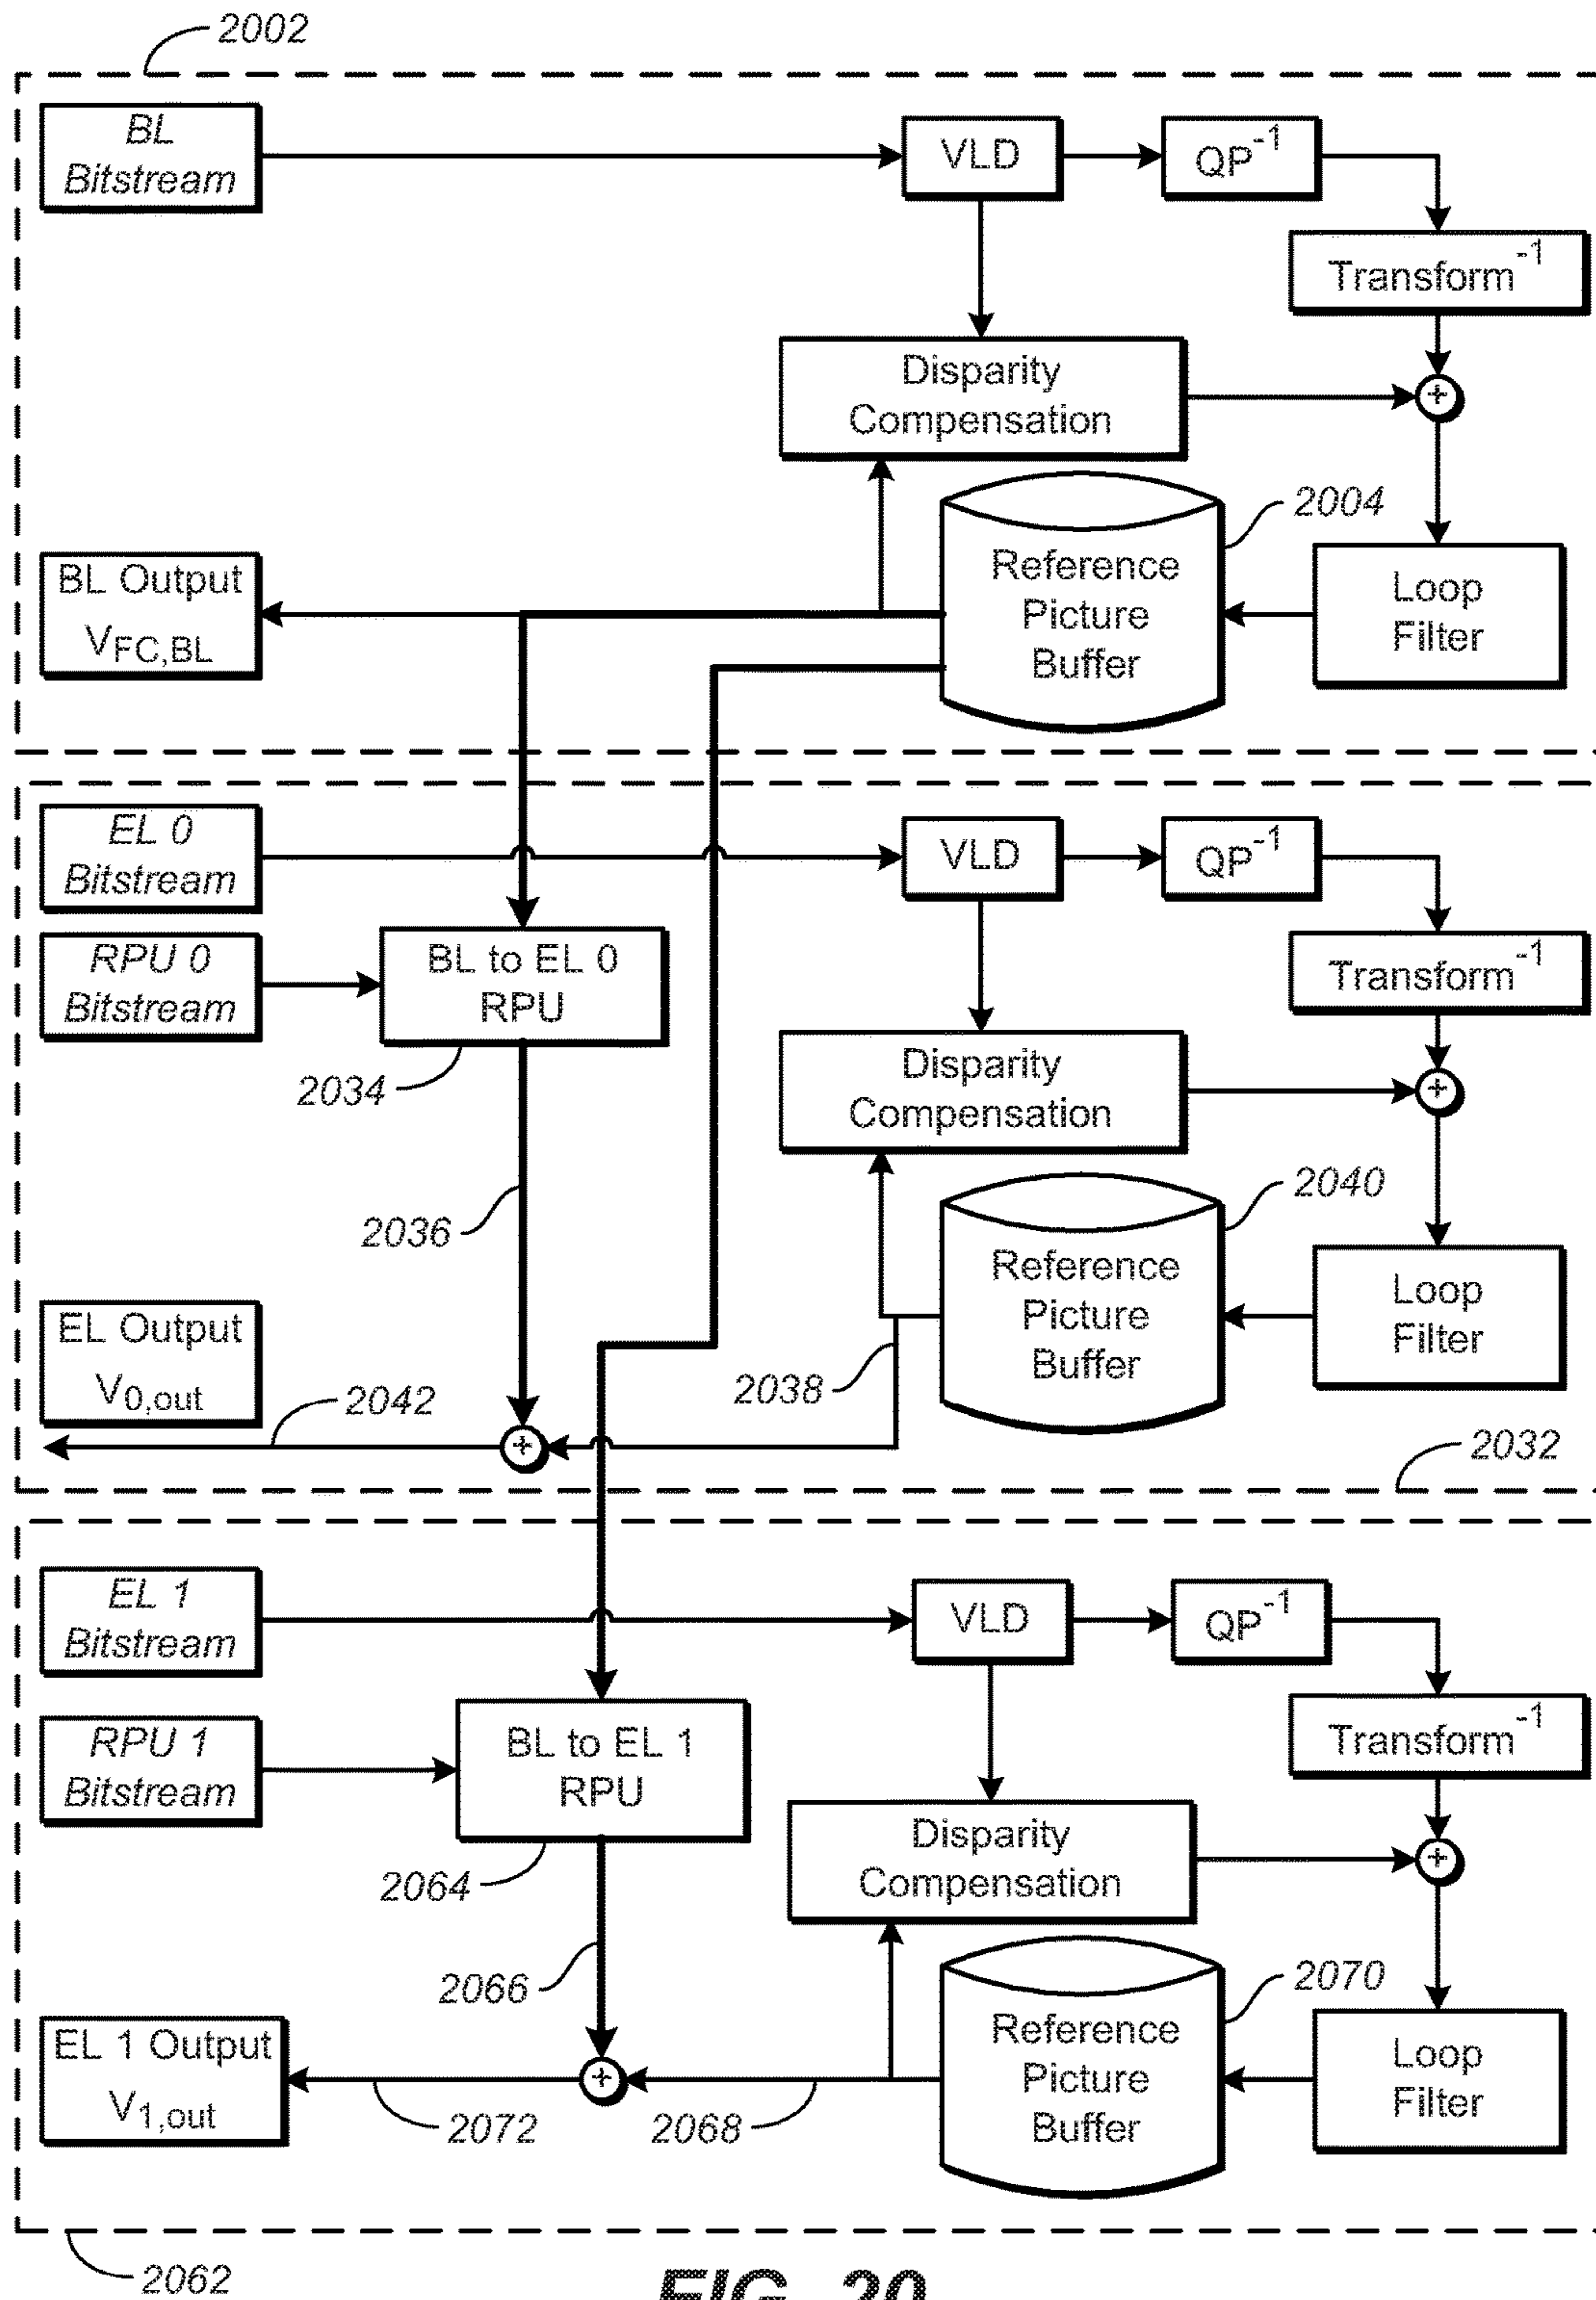 2002
BL
Bitstream
VLD
QP-1
Transform-1
Disparity
Compensation
+
2004
Reference
Picture
Buffer
Loop
Filter
BL Output
VFC,BL
EL 0
Bitstream
VLD
QP-1
RPU 0
Bitstream
BL to EL 0
RPU
Transform-1
2034
Disparity
Compensation
+
2036
2040
Reference
Picture
Buffer
Loop
Filter
EL Output
V0,out
2042
2038
+
2032
EL 1
Bitstream
VLD
QP-1
RPU 1
Bitstream
BL to EL 1
RPU
Transform-1
2064
Disparity
Compensation
+
2066
2070
Reference
Picture
Buffer
Loop
Filter
EL 1 Output
V1,out
+
2072
2068
2062
FIG. 20